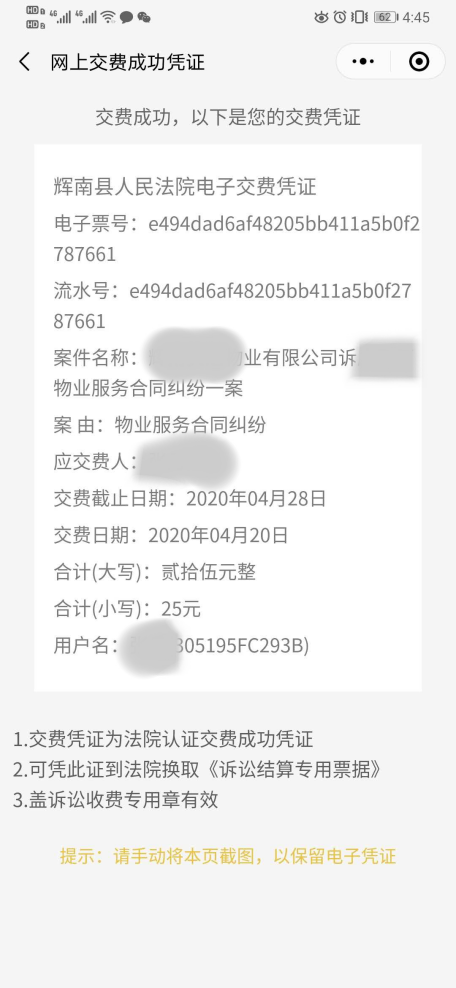 HD 1 4G 4G 62 4:45
HD 2
网上交费成功凭证
交费成功，以下是您的交费凭证
辉南县人民法院电子交费凭证
电子票号：e494dad6af48205bb411a5b0f2
787661
流水号：e494dad6af48205bb411a5b0f27
87661
案件名称：业有限公司诉
物业服务合同纠纷一案
案 由：物业服务合同纠纷
应交费人：
交费截止日期：2020年04月28日
交费日期：2020年04月20日
合计(大写)：贰拾伍元整
合计(小写)：25元
用户名：305195FC293B)
1.交费凭证为法院认证交费成功凭证
2.可凭此证到法院换取《诉讼结算专用票据》
3.盖诉讼收费专用章有效
提示：请手动将本页截图，以保留电子凭证